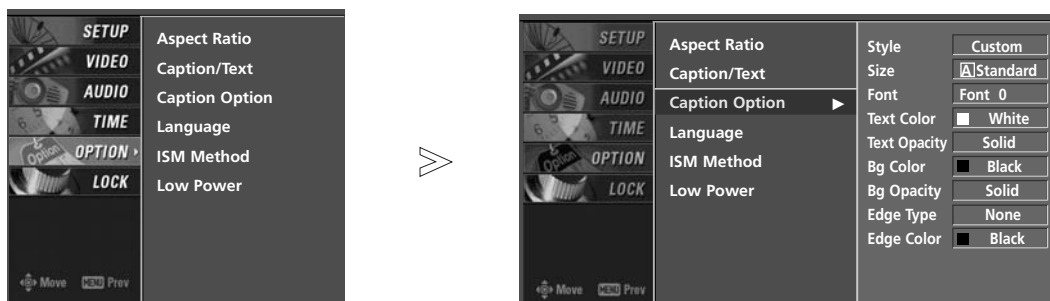 SETUP
VIDEO
AUDIO
TIME
OPTION
LOCK
Move MENU Prev
Aspect Ratio
Caption/Text
Caption Option
Language
ISM Method
Low Power
SETUP
VIDEO
AUDIO
TIME
OPTION
LOCK
Move MENU Prev
Aspect Ratio
Caption/Text
Caption Option
Language
ISM Method
Low Power
Style Custom
Size A Standard
Font Font 0
Text Color White
Text Opacity Solid
Bg Color Black
Bg Opacity Solid
Edge Type None
Edge Color Black